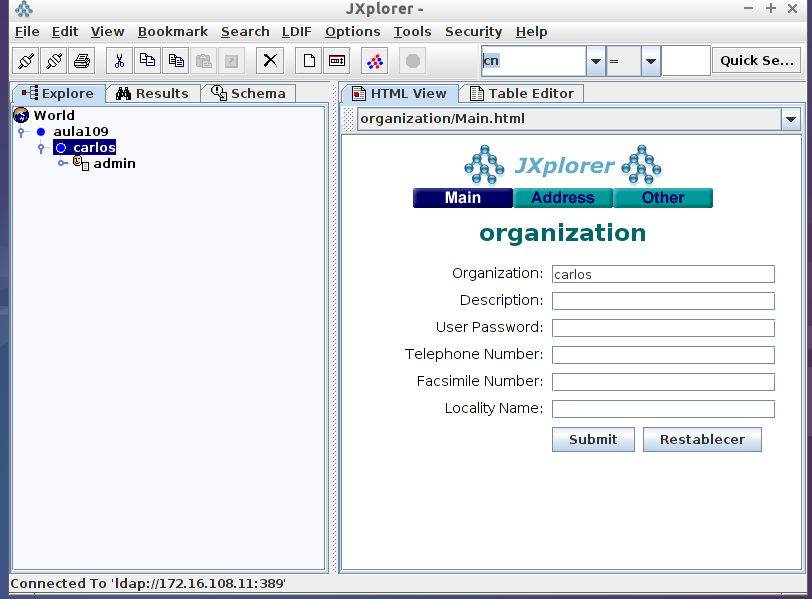 JXplorer -
File Edit View Bookmark Search LDIF Options Tools Security Help
cn = Quick Se...
Explore Results Schema
HTML View Table Editor
World
aula109
carlos
admin
organization/Main.html
JXplorer
Main Address Other
organization
Organization: carlos
Description:
User Password:
Telephone Number:
Facsimile Number:
Locality Name:
Submit Restablecer
Connected To 'ldap://172.16.108.11:389'